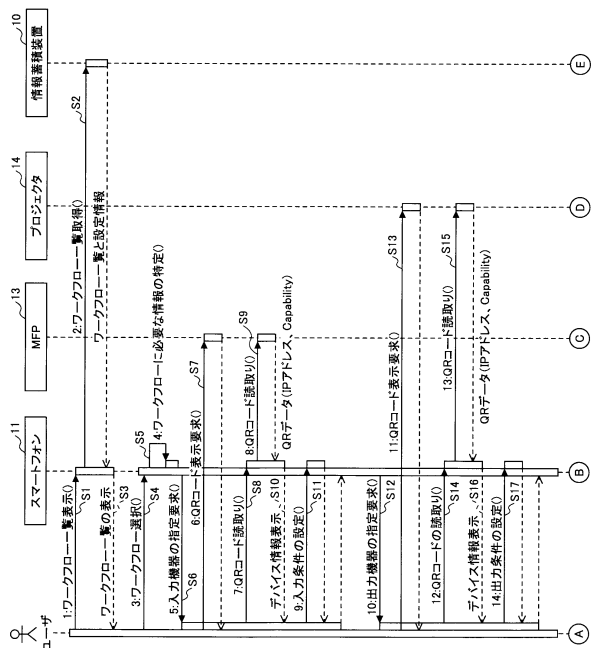 ユーザ
スマートフォン
11
MFP
13
プロジェクタ
14
情報蓄積装置
10
1:ワークフロー一覧表示()
S1
2:ワークフロー一覧取得()
S2
ワークフロー一覧と設定情報
ワークフロー一覧の表示
S3
3:ワークフロー選択()
S4
S5
4:ワークフローに必要な情報の特定()
5:入力機器の指定要求()
S6
6:QRコード表示要求()
S7
7:QRコード読取り()
S8
8:QRコード読取り()
S9
QRデータ(IPアドレス、Capability)
デバイス情報表示
S10
9:入力条件の設定()
S11
10:出力機器の指定要求()
S12
11:QRコード表示要求()
S13
12:QRコードの読取り()
S14
13:QRコード読取り()
S15
QRデータ(IPアドレス、Capability)
デバイス情報表示
S16
14:出力条件の設定()
S17
A
B
C
D
E